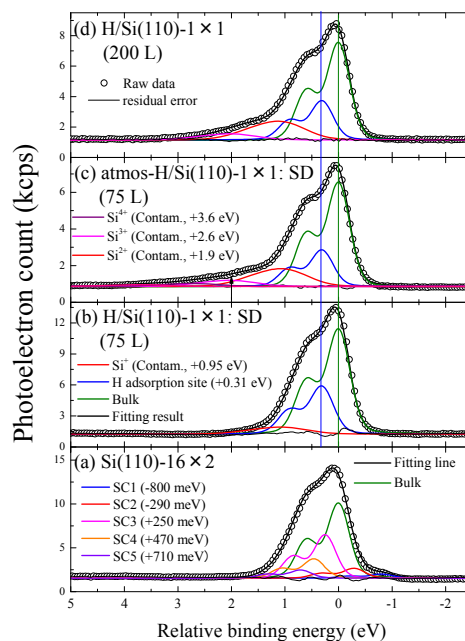 Photoelectron count (kcps)
(d) H/Si(110)-1×1
(200 L)
Raw data
residual error
8
6
4
2
0
(c) atmos-H/Si(110)-1×1: SD
(75 L)
Si⁴⁺ (Contam., +3.6 eV)
Si³⁺ (Contam., +2.6 eV)
Si²⁺ (Contam., +1.9 eV)
6
4
2
0
(b) H/Si(110)-1×1: SD
(75 L)
Si⁺ (Contam., +0.95 eV)
H adsorption site (+0.31 eV)
Bulk
Fitting result
12
9
6
3
0
(a) Si(110)-16×2
SC1 (-800 meV)
SC2 (-290 meV)
SC3 (+250 meV)
SC4 (+470 meV)
SC5 (+710 meV)
Fitting line
Bulk
15
10
5
0
5 4 3 2 1 0 -1 -2
Relative binding energy (eV)